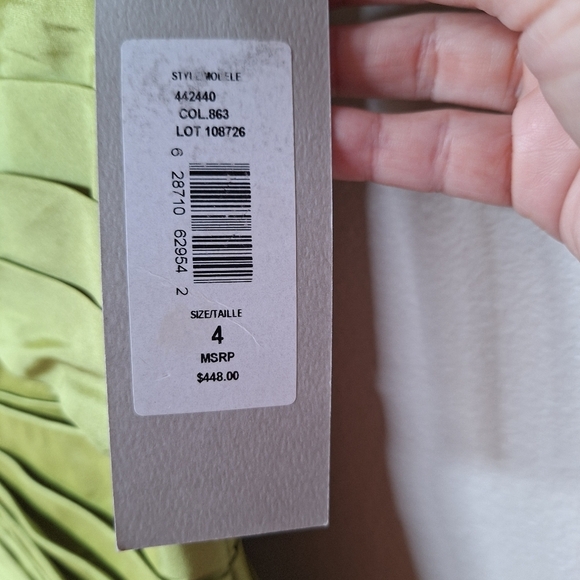 STYLE/MODELE
442440
COL.863
LOT 108726
6 28710 62954 2
SIZE/TAILLE
4
MSRP
$448.00